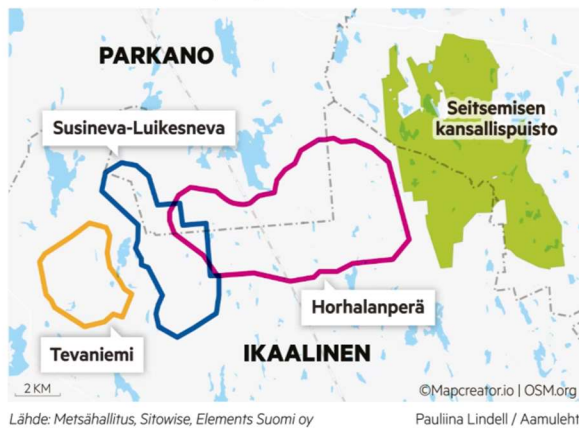 PARKANO
Susineva-Luikesneva
Seitsemisen
kansallispuisto
Horhalanperä
Tevaniemi
IKAALINEN
2 KM
©Mapcreator.io | OSM.org
Lähde: Metsähallitus, Sitowise, Elements Suomi oy
Pauliina Lindell / Aamuleht